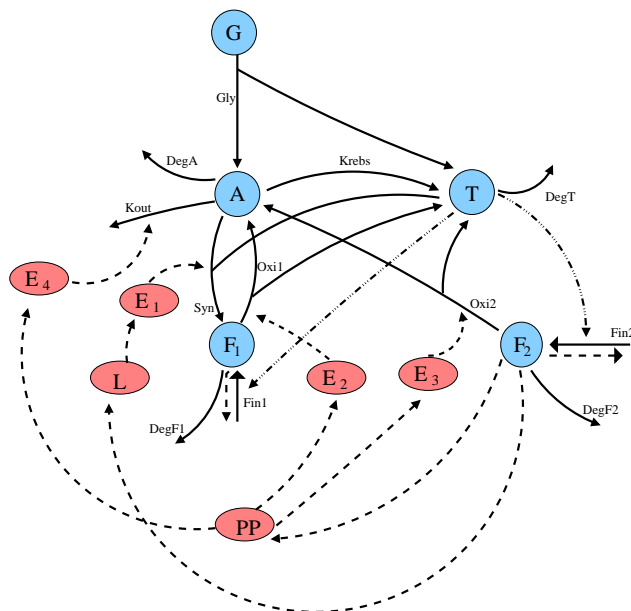 G
Gly
DegA
Krebs
A
T
DegT
Kout
E4
E1
Oxi1
Oxi2
Syn
F1
F2
Fin2
L
E2
E3
Fin1
DegF1
DegF2
PP